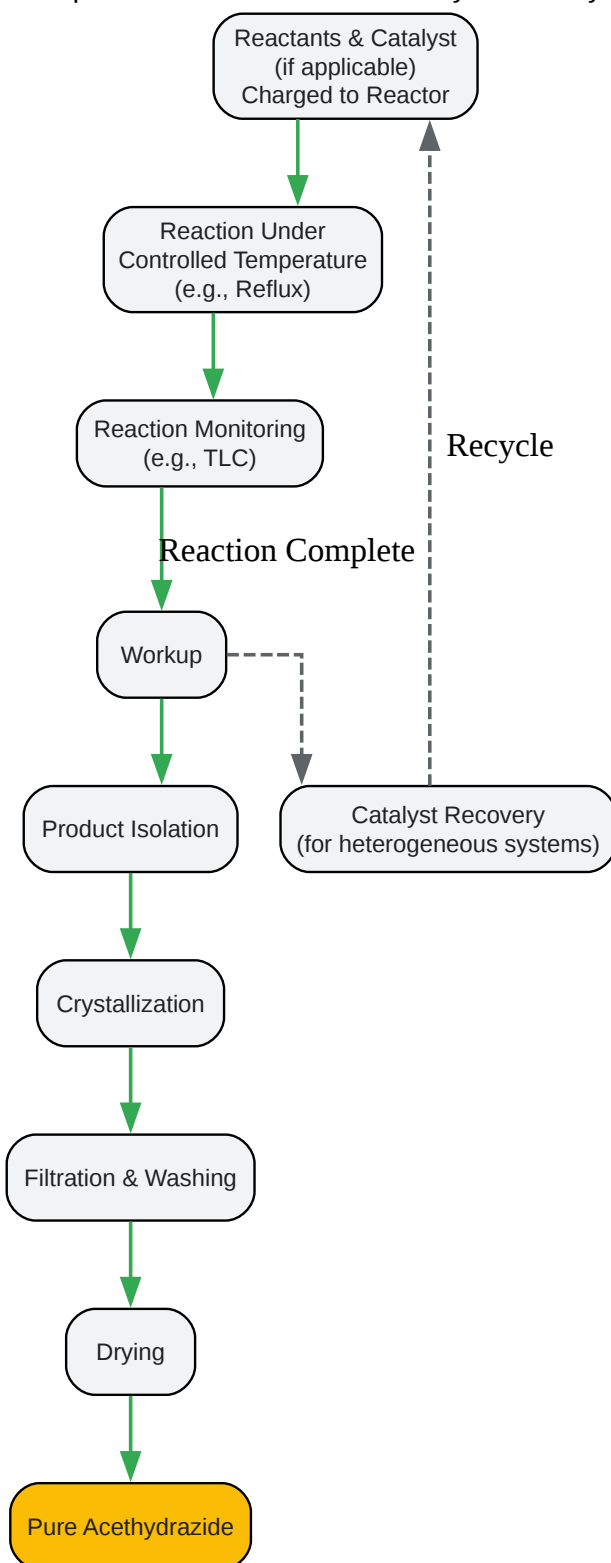 Reactants & Catalyst
(if applicable)
Charged to Reactor
Reaction Under
Controlled Temperature
(e.g., Reflux)
Reaction Monitoring
(e.g., TLC)
Recycle
Reaction Complete
Workup
Product Isolation
Catalyst Recovery
(for heterogeneous systems)
Crystallization
Filtration & Washing
Drying
Pure Acethydrazide